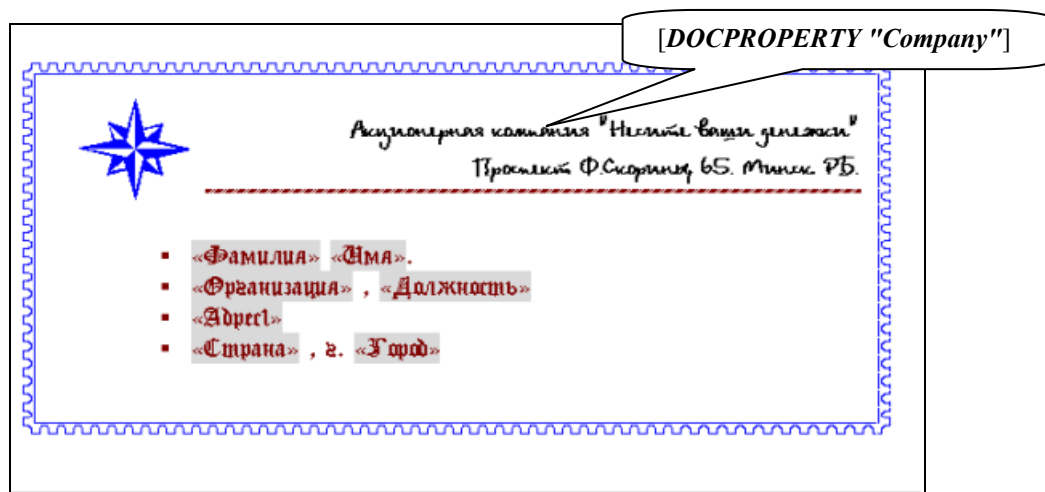 [DOCPROPERTY "Company"]
Акционерная компания "Несите ваши денежки"
Проспект Ф.Скорины, 65. Минск. РБ.
▪ «Фамилия» «Имя».
▪ «Организация» , «Должность»
▪ «Адрес1»
▪ «Страна» , г. «Город»